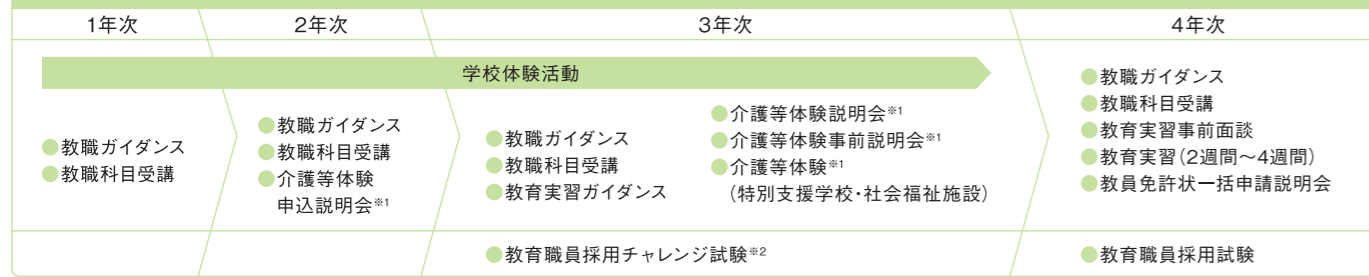 1年次
2年次
3年次
4年次
学校体験活動
●教職ガイダンス
●教職科目受講
●教職ガイダンス
●教職科目受講
●介護等体験
申込説明会※1
●教職ガイダンス
●教職科目受講
●教育実習ガイダンス
●介護等体験説明会※1
●介護等体験事前説明会※1
●介護等体験※1
(特別支援学校・社会福祉施設)
●教職ガイダンス
●教職科目受講
●教育実習事前面談
●教育実習(2週間〜4週間)
●教員免許状一括申請説明会
●教育職員採用チャレンジ試験※2
●教育職員採用試験